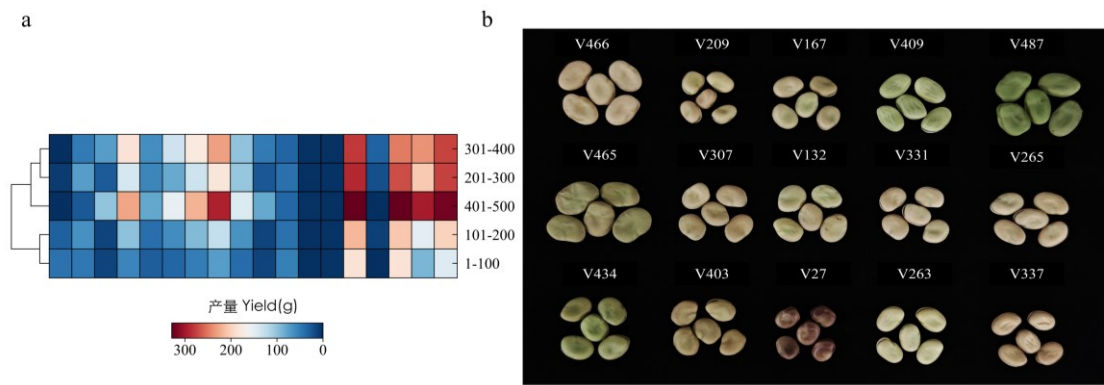 a
301-400
201-300
401-500
101-200
1-100
产量 Yield(g)
300 200 100 0
b
V466 V209 V167 V409 V487
V465 V307 V132 V331 V265
V434 V403 V27 V263 V337